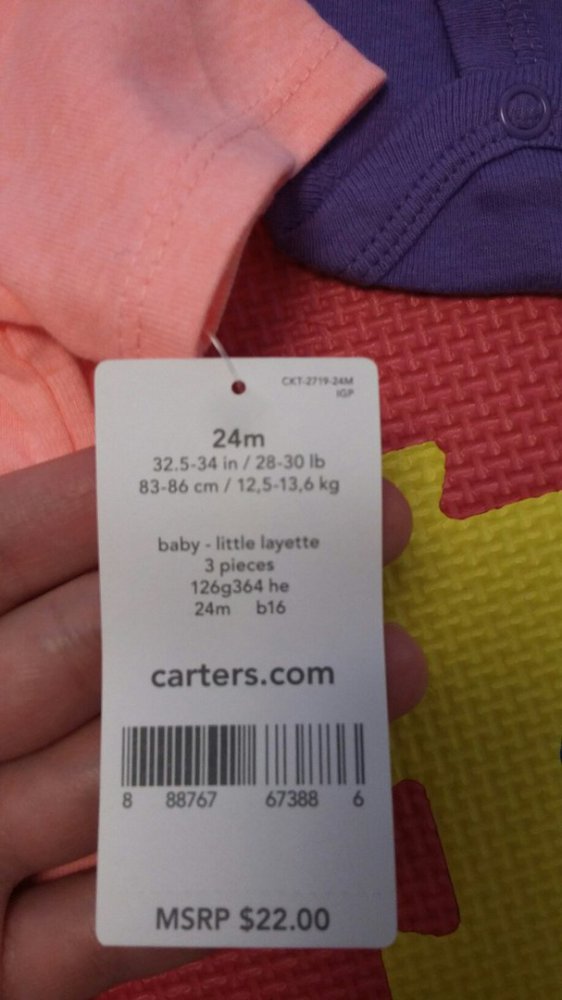 CKT-2719-24M
IGP
24m
32.5-34 in / 28-30 lb
83-86 cm / 12,5-13,6 kg
baby - little layette
3 pieces
126g364 he
24m b16
carters.com
8 88767 67388 6
MSRP $22.00